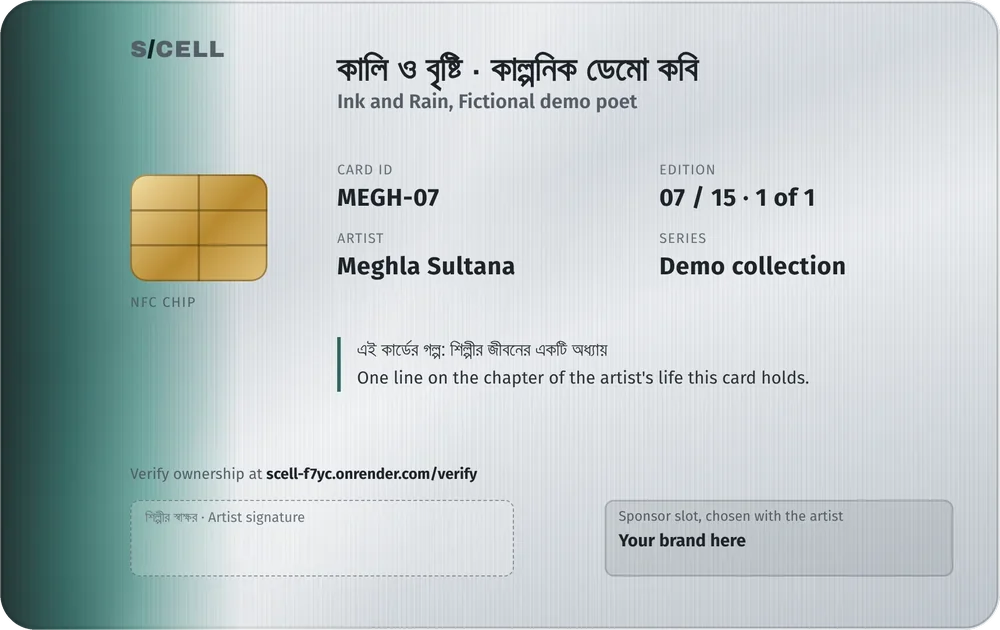 S/CELL
কালি ও বৃষ্টি · কাল্পনিক ডেমো কবি
Ink and Rain, Fictional demo poet
CARD ID
MEGH-07
EDITION
07 / 15 · 1 of 1
ARTIST
Meghla Sultana
SERIES
Demo collection
NFC CHIP
এই কার্ডের গল্প: শিল্পীর জীবনের একটি অধ্যায়
One line on the chapter of the artist's life this card holds.
Verify ownership at scell-f7yc.onrender.com/verify
শিল্পীর স্বাক্ষর · Artist signature
Sponsor slot, chosen with the artist
Your brand here